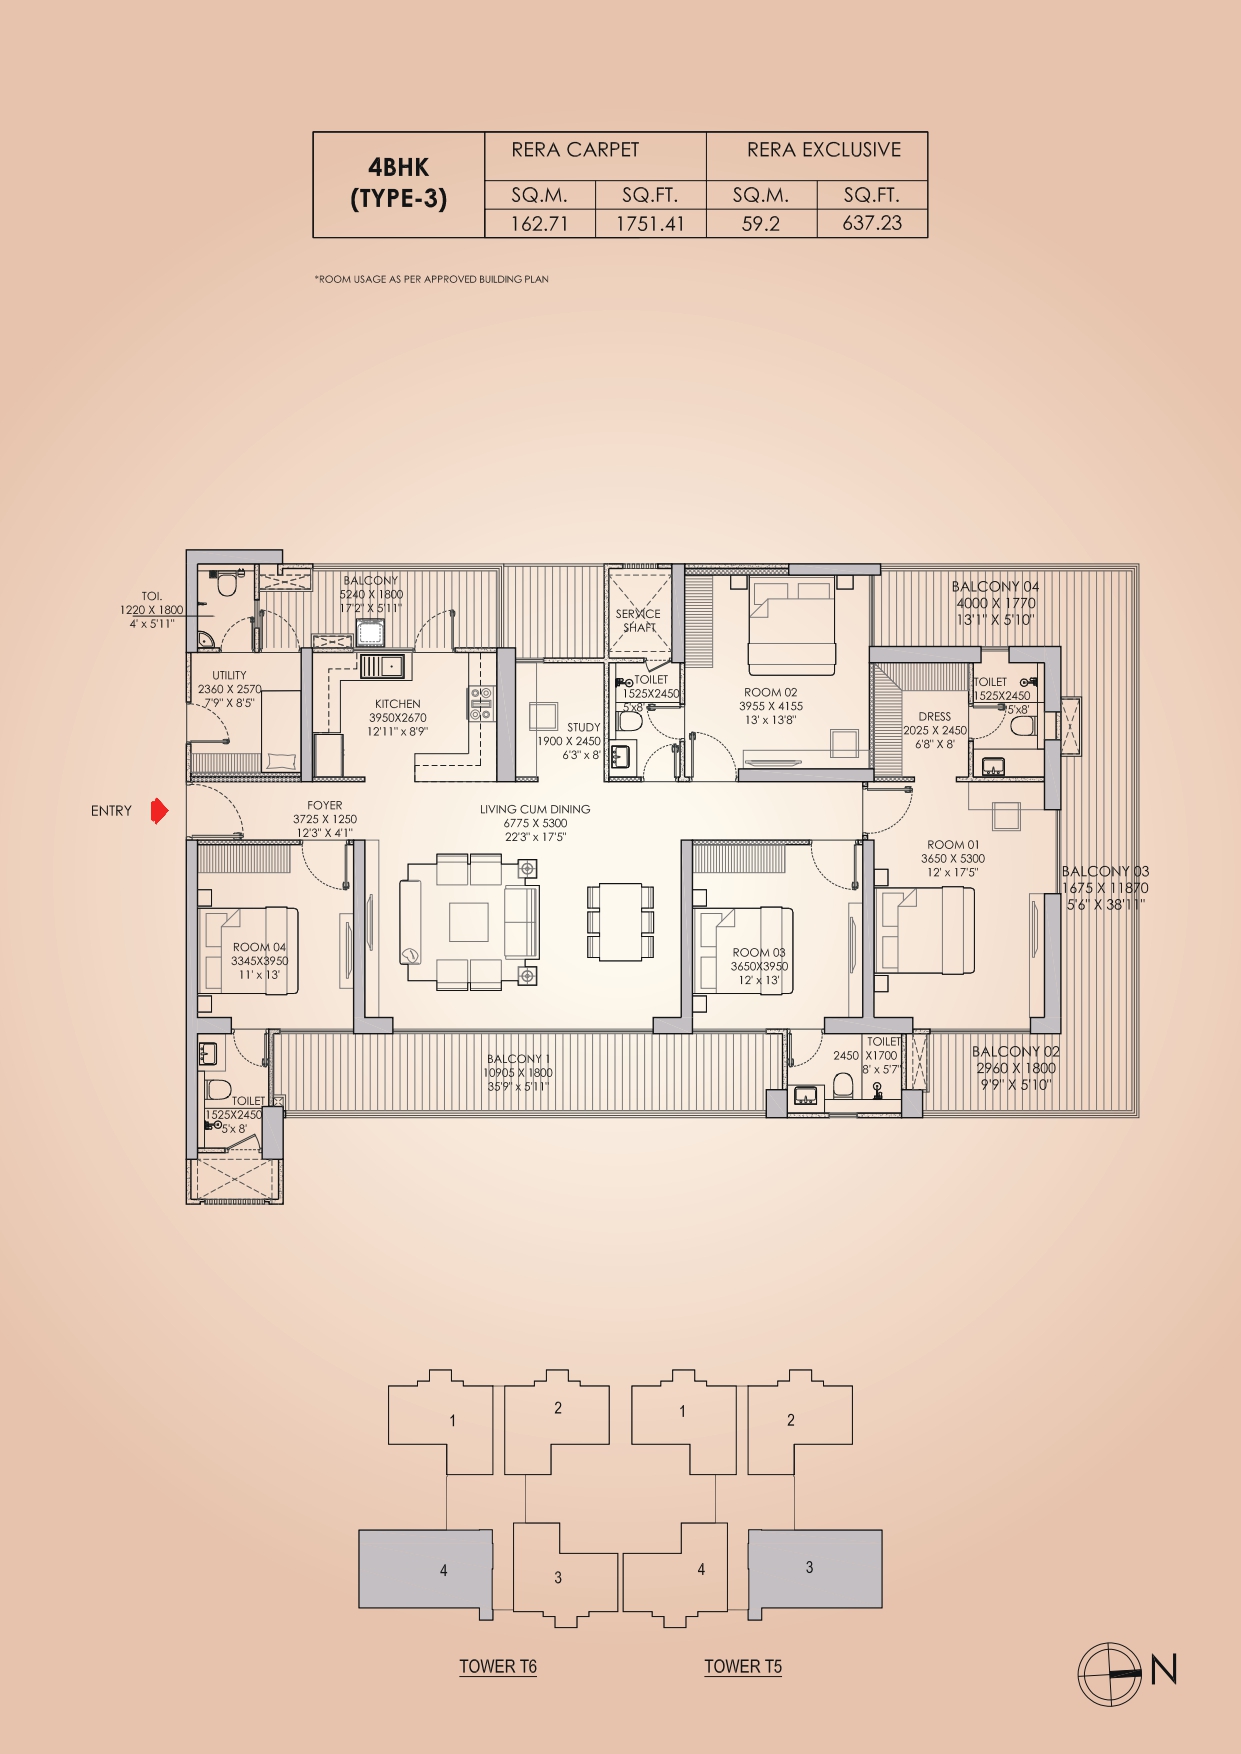 4BHK
(TYPE-3)
RERA CARPET
RERA EXCLUSIVE
SQ.M.
SQ.FT.
SQ.M.
SQ.FT.
162.71
1751.41
59.2
637.23
*ROOM USAGE AS PER APPROVED BUILDING PLAN
TOI.
1220 X 1800
4' x 5'11"
BALCONY
5240 X 1800
17'2" X 5'11"
SERVICE
SHAFT
BALCONY 04
4000 X 1770
13'1" X 5'10"
UTILITY
2360 X 2570
7'9" X 8'5"
KITCHEN
3950X2670
12'11" x 8'9"
STUDY
1900 X 2450
6'3" x 8'
TOILET
1525X2450
5'x8'
ROOM 02
3955 X 4155
13' x 13'8"
DRESS
2025 X 2450
6'8" X 8'
TOILET
1525X2450
5'x8'
ENTRY
FOYER
3725 X 1250
12'3" X 4'1"
LIVING CUM DINING
6775 X 5300
22'3" x 17'5"
ROOM 01
3650 X 5300
12' x 17'5"
BALCONY 03
1675 X 11870
5'6" X 38'11"
ROOM 04
3345X3950
11' x 13'
ROOM 03
3650X3950
12' x 13'
BALCONY 1
10905 X 1800
35'9" x 5'11"
TOILET
2450 X1700
8' x 5'7"
BALCONY 02
2960 X 1800
9'9" X 5'10"
TOILET
1525X2450
5'x 8'
1
2
1
2
4
3
4
3
TOWER T6
TOWER T5
N